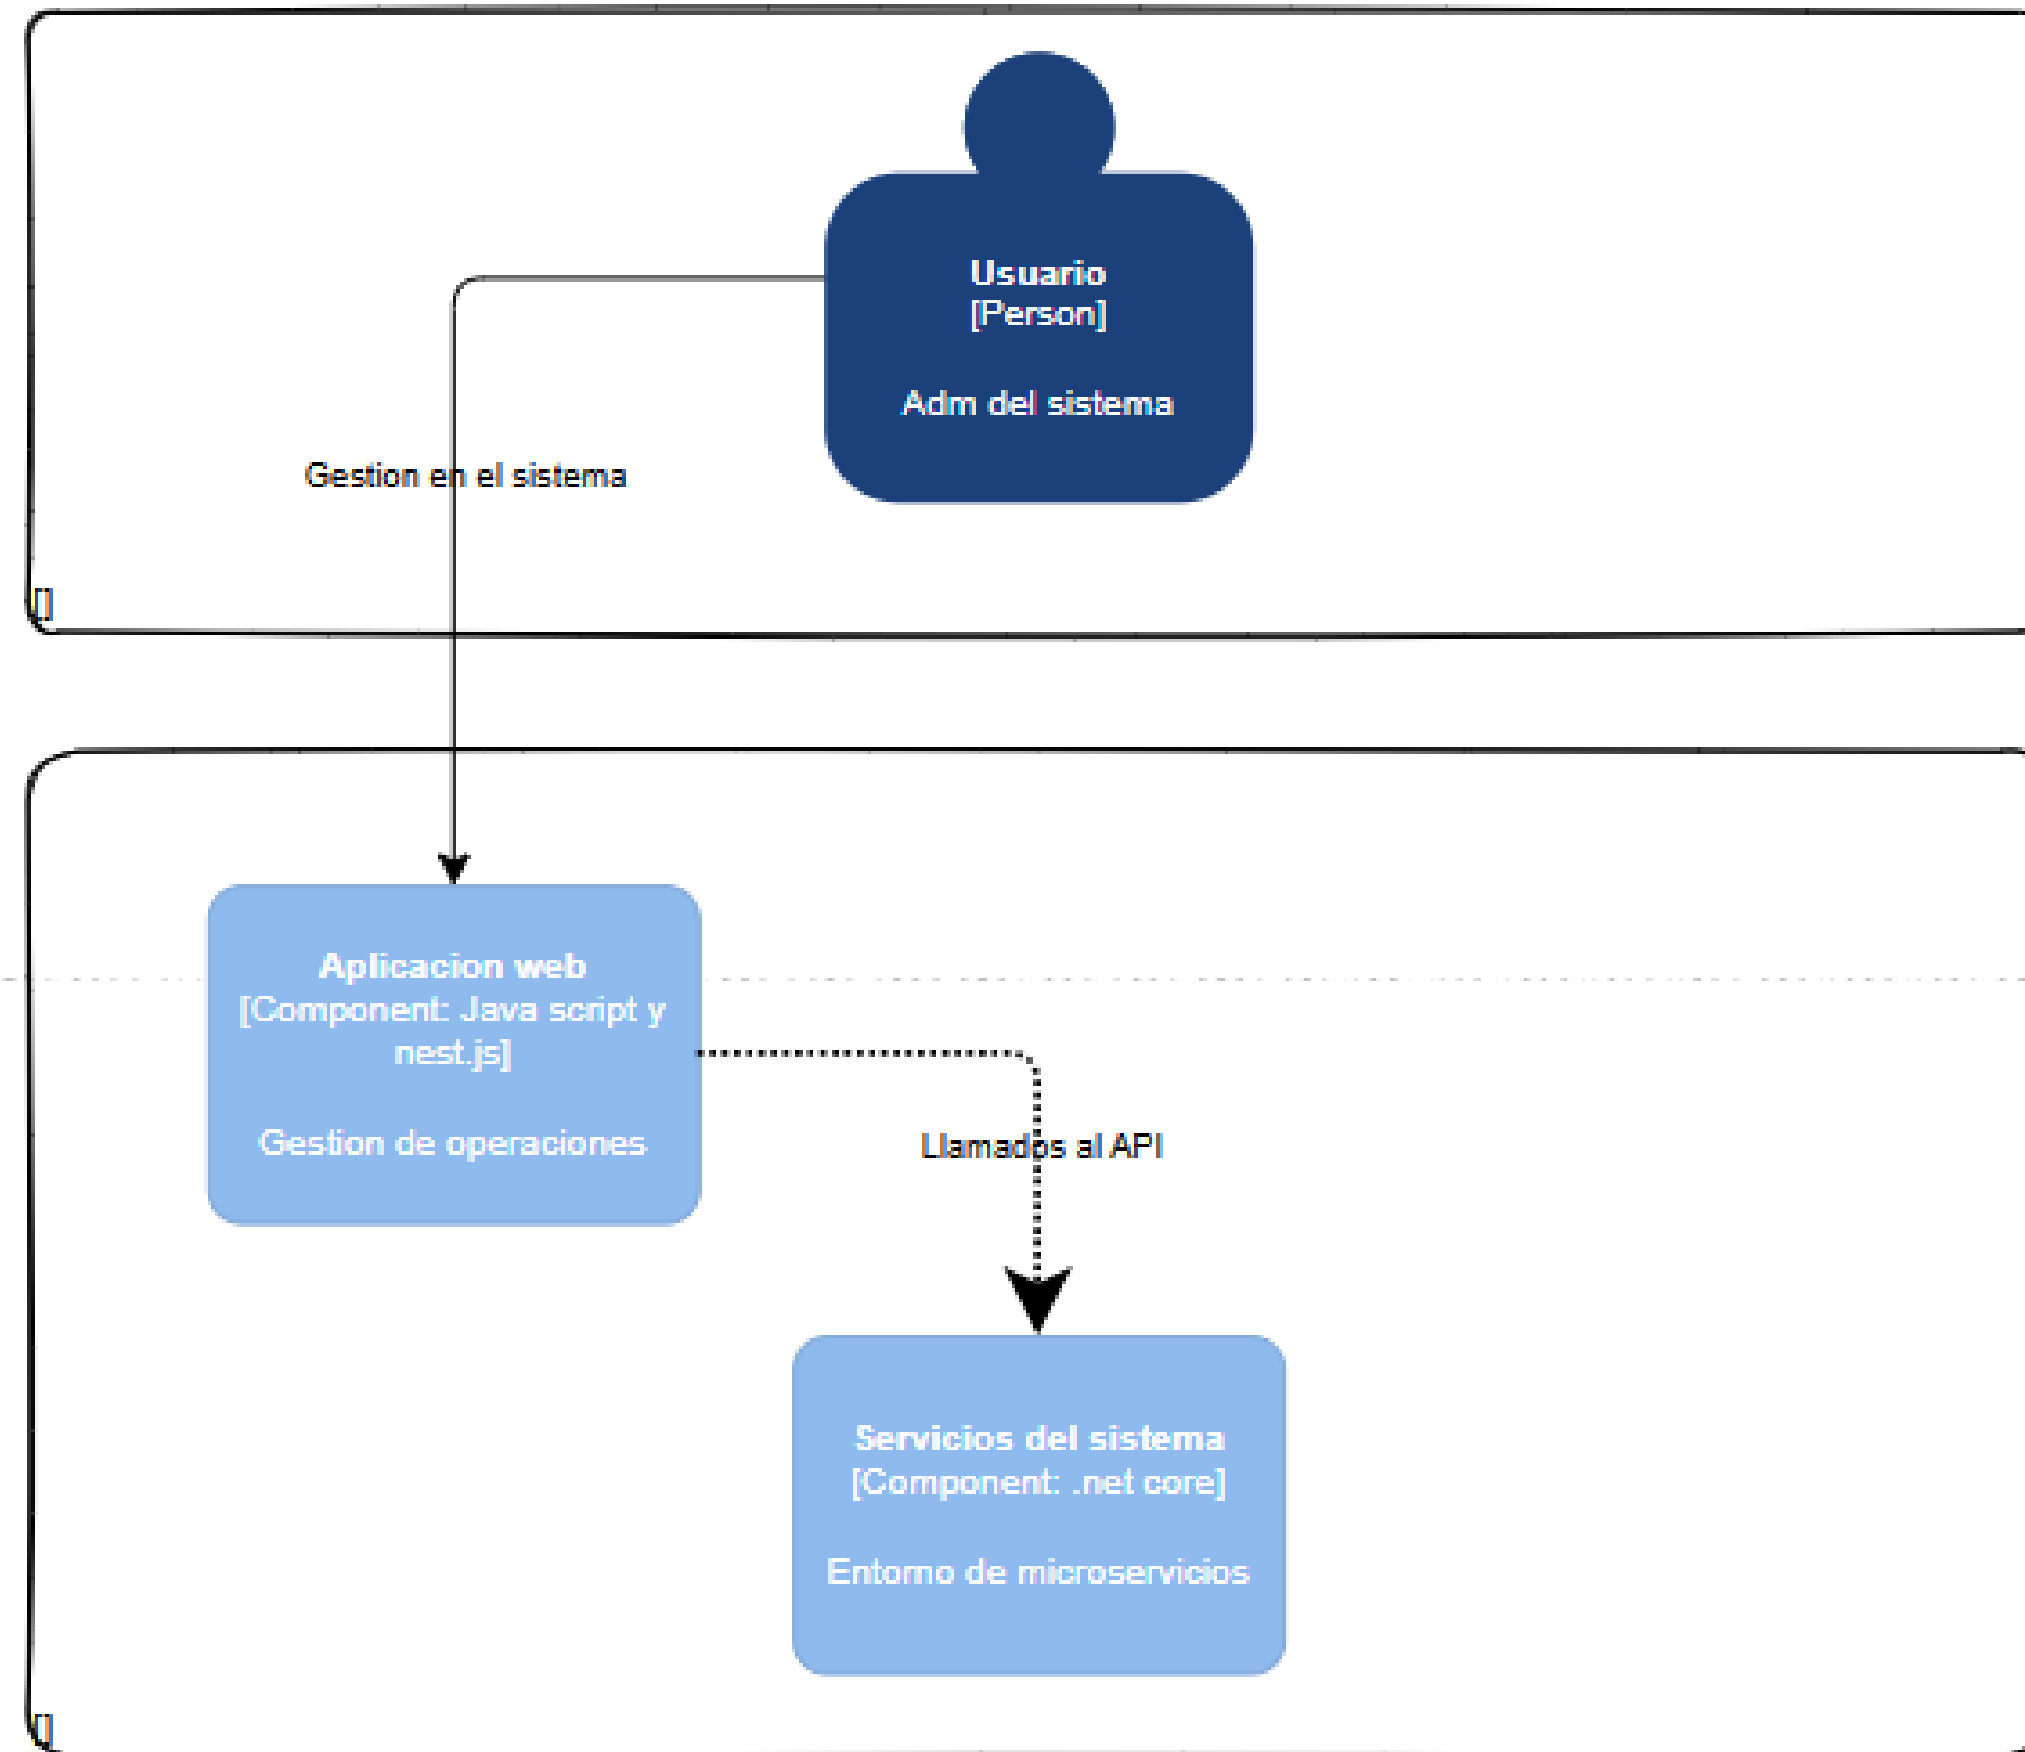 Usuario
[Person]
Adm del sistema
Gestion en el sistema
[]
Aplicacion web
[Component: Java script y
nest.js]
Gestion de operaciones
Llamados al API
Servicios del sistema
[Component: .net core]
Entorno de microservicios
[]